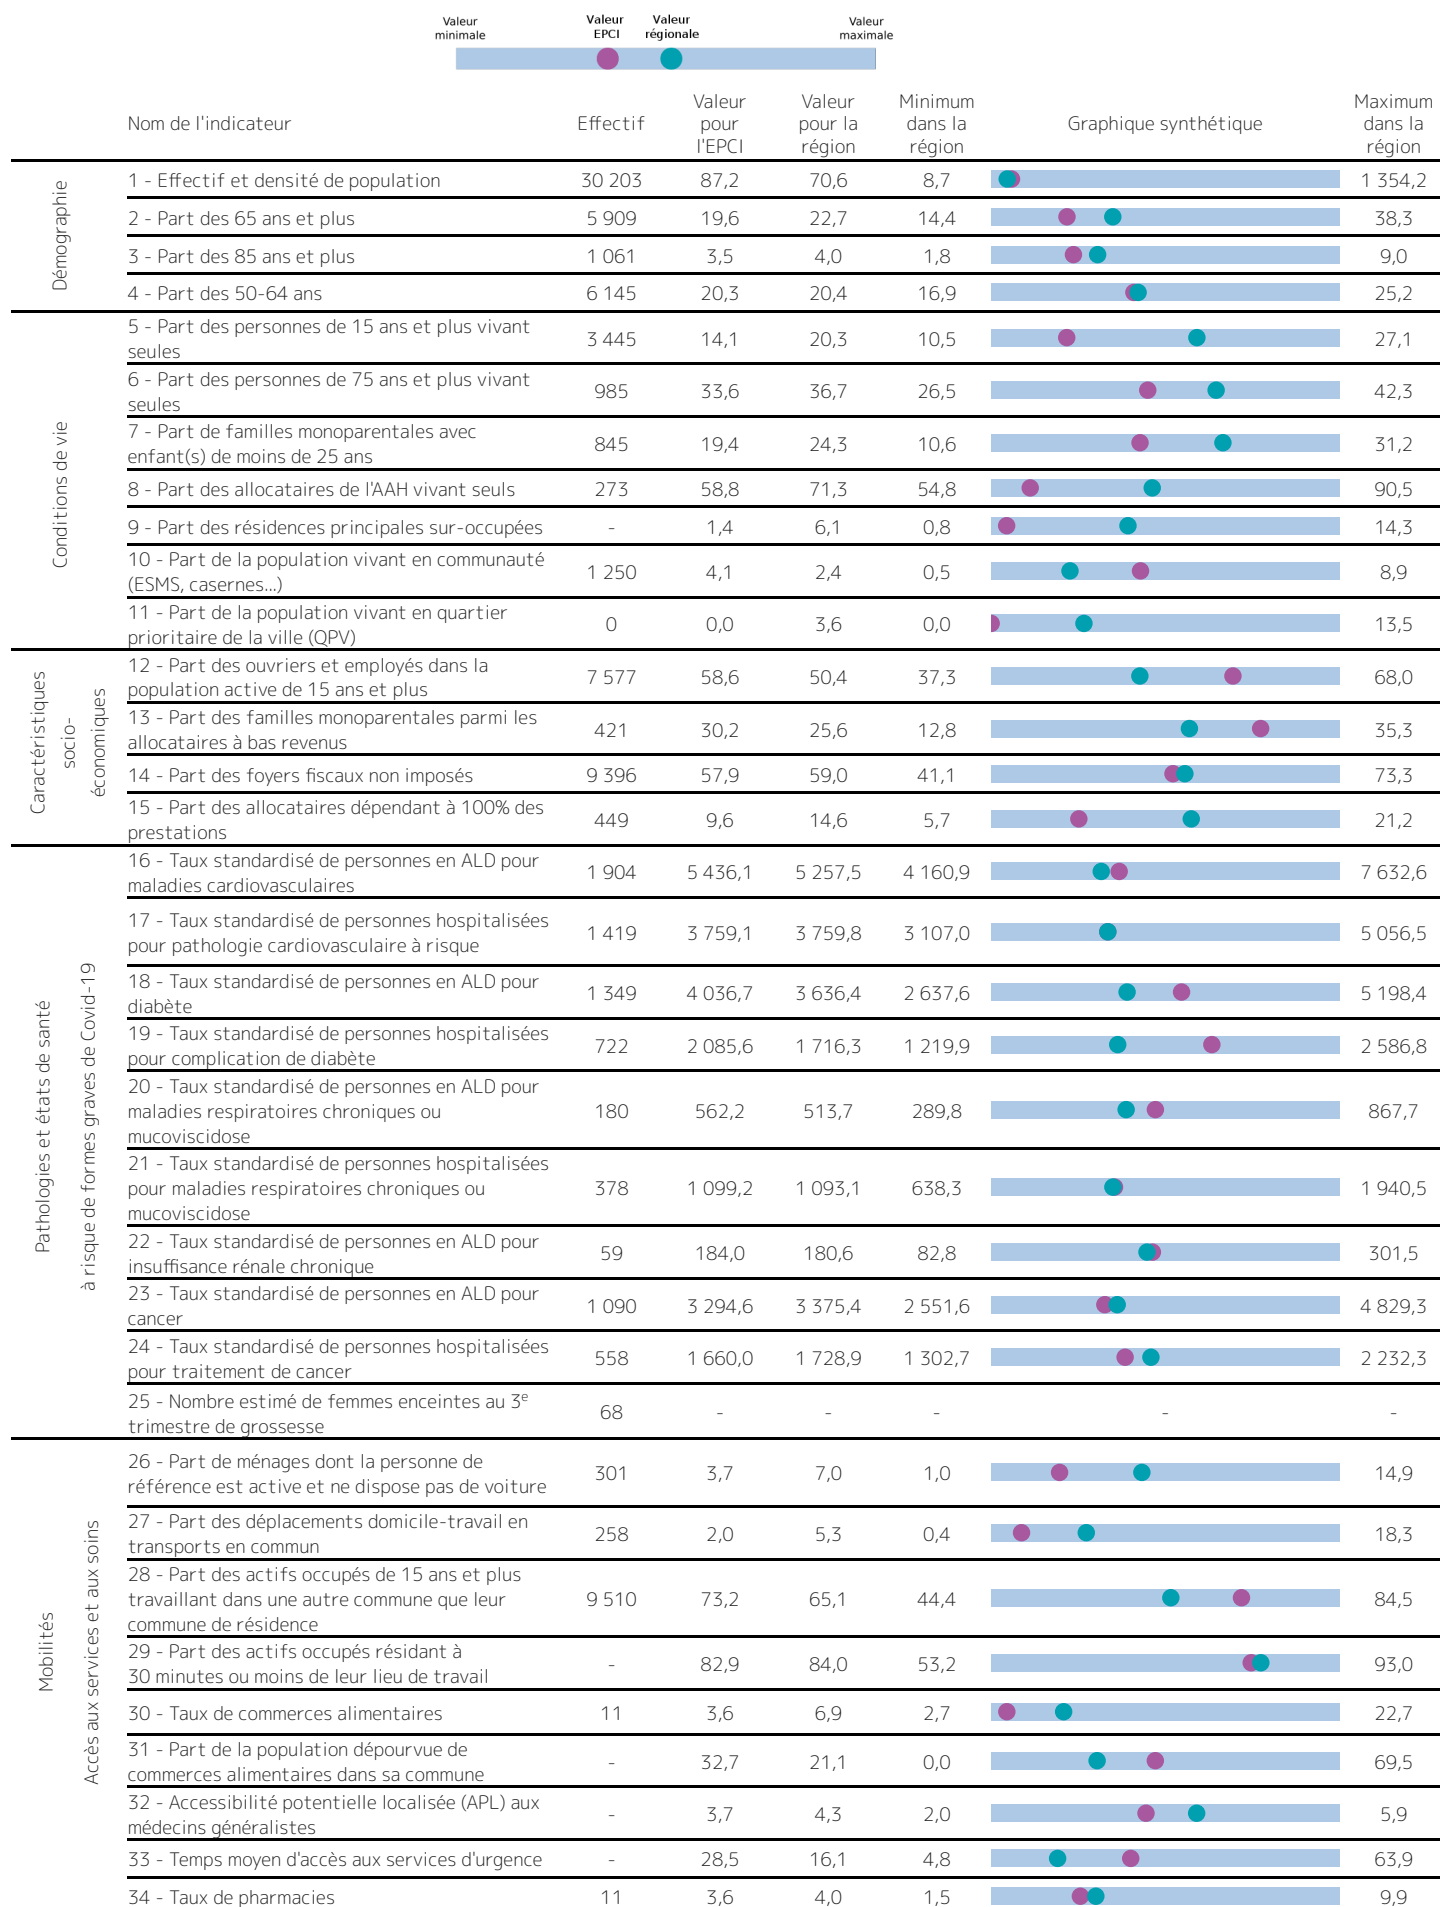 Valeur minimale
Valeur EPCI
Valeur régionale
Valeur maximale
Nom de l'indicateur Effectif Valeur pour l'EPCI Valeur pour la région Minimum dans la région Graphique synthétique Maximum dans la région
Démographie
1 - Effectif et densité de population 30 203 87,2 70,6 8,7 1 354,2
2 - Part des 65 ans et plus 5 909 19,6 22,7 14,4 38,3
3 - Part des 85 ans et plus 1 061 3,5 4,0 1,8 9,0
4 - Part des 50-64 ans 6 145 20,3 20,4 16,9 25,2
Conditions de vie
5 - Part des personnes de 15 ans et plus vivant
seules 3 445 14,1 20,3 10,5 27,1
6 - Part des personnes de 75 ans et plus vivant
seules 985 33,6 36,7 26,5 42,3
7 - Part de familles monoparentales avec
enfant(s) de moins de 25 ans 845 19,4 24,3 10,6 31,2
8 - Part des allocataires de l'AAH vivant seuls 273 58,8 71,3 54,8 90,5
9 - Part des résidences principales sur-occupées - 1,4 6,1 0,8 14,3
10 - Part de la population vivant en communauté
(ESMS, casernes...) 1 250 4,1 2,4 0,5 8,9
11 - Part de la population vivant en quartier
prioritaire de la ville (QPV) 0 0,0 3,6 0,0 13,5
Caractéristiques
socio-
économiques
12 - Part des ouvriers et employés dans la
population active de 15 ans et plus 7 577 58,6 50,4 37,3 68,0
13 - Part des familles monoparentales parmi les
allocataires à bas revenus 421 30,2 25,6 12,8 35,3
14 - Part des foyers fiscaux non imposés 9 396 57,9 59,0 41,1 73,3
15 - Part des allocataires dépendant à 100% des
prestations 449 9,6 14,6 5,7 21,2
Pathologies et états de santé
à risque de formes graves de Covid-19
16 - Taux standardisé de personnes en ALD pour
maladies cardiovasculaires 1 904 5 436,1 5 257,5 4 160,9 7 632,6
17 - Taux standardisé de personnes hospitalisées
pour pathologie cardiovasculaire à risque 1 419 3 759,1 3 759,8 3 107,0 5 056,5
18 - Taux standardisé de personnes en ALD pour
diabète 1 349 4 036,7 3 636,4 2 637,6 5 198,4
19 - Taux standardisé de personnes hospitalisées
pour complication de diabète 722 2 085,6 1 716,3 1 219,9 2 586,8
20 - Taux standardisé de personnes en ALD pour
maladies respiratoires chroniques ou 180 562,2 513,7 289,8 867,7
mucoviscidose
21 - Taux standardisé de personnes hospitalisées
pour maladies respiratoires chroniques ou 378 1 099,2 1 093,1 638,3 1 940,5
mucoviscidose
22 - Taux standardisé de personnes en ALD pour
insuffisance rénale chronique 59 184,0 180,6 82,8 301,5
23 - Taux standardisé de personnes en ALD pour
cancer 1 090 3 294,6 3 375,4 2 551,6 4 829,3
24 - Taux standardisé de personnes hospitalisées
pour traitement de cancer 558 1 660,0 1 728,9 1 302,7 2 232,3
25 - Nombre estimé de femmes enceintes au 3e
trimestre de grossesse 68 - - - - -
Mobilités
Accès aux services et aux soins
26 - Part de ménages dont la personne de
référence est active et ne dispose pas de voiture 301 3,7 7,0 1,0 14,9
27 - Part des déplacements domicile-travail en
transports en commun 258 2,0 5,3 0,4 18,3
28 - Part des actifs occupés de 15 ans et plus
travaillant dans une autre commune que leur 9 510 73,2 65,1 44,4 84,5
commune de résidence
29 - Part des actifs occupés résidant à
30 minutes ou moins de leur lieu de travail - 82,9 84,0 53,2 93,0
30 - Taux de commerces alimentaires 11 3,6 6,9 2,7 22,7
31 - Part de la population dépourvue de
commerces alimentaires dans sa commune - 32,7 21,1 0,0 69,5
32 - Accessibilité potentielle localisée (APL) aux
médecins généralistes - 3,7 4,3 2,0 5,9
33 - Temps moyen d'accès aux services d'urgence - 28,5 16,1 4,8 63,9
34 - Taux de pharmacies 11 3,6 4,0 1,5 9,9